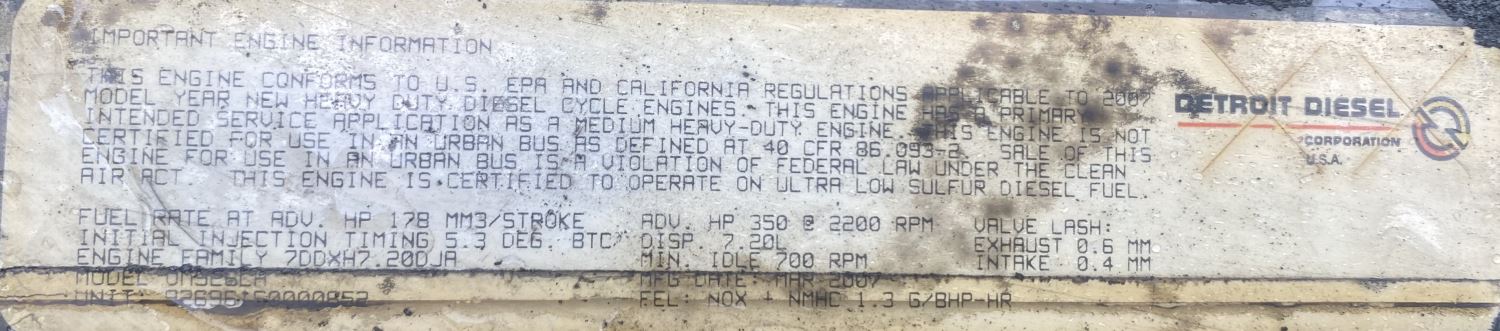 IMPORTANT ENGINE INFORMATION
THIS ENGINE CONFORMS TO U.S. EPA AND CALIFORNIA REGULATIONS APPLICABLE TO 2007
MODEL YEAR NEW HEAVY DUTY DIESEL CYCLE ENGINES. THIS ENGINE HAS A PRIMARY
INTENDED SERVICE APPLICATION AS A MEDIUM HEAVY-DUTY ENGINE. THIS ENGINE IS NOT
CERTIFIED FOR USE IN AN URBAN BUS AS DEFINED AT 40 CFR 86.093-2. SALE OF THIS
ENGINE FOR USE IN AN URBAN BUS IS A VIOLATION OF FEDERAL LAW UNDER THE CLEAN
AIR ACT THIS ENGINE IS CERTIFIED TO OPERATE ON ULTRA LOW SULFUR DIESEL FUEL.
DETROIT DIESEL
CORPORATION
U.S.A.
FUEL RATE AT ADV. HP 178 MM3/STROKE ADV. HP 350 @ 2200 RPM VALVE LASH:
INITIAL INJECTION TIMING 5.3 DEG. BTC DISP. 7.20L EXHAUST 0.6 MM
ENGINE FAMILY 7DDXH7.20DJA MIN. IDLE 700 RPM INTAKE 0.4 MM
MODEL MFG DATE: MAR 2007
UNIT: FEL: NOX + NMHC 1.3 G/BHP-HR